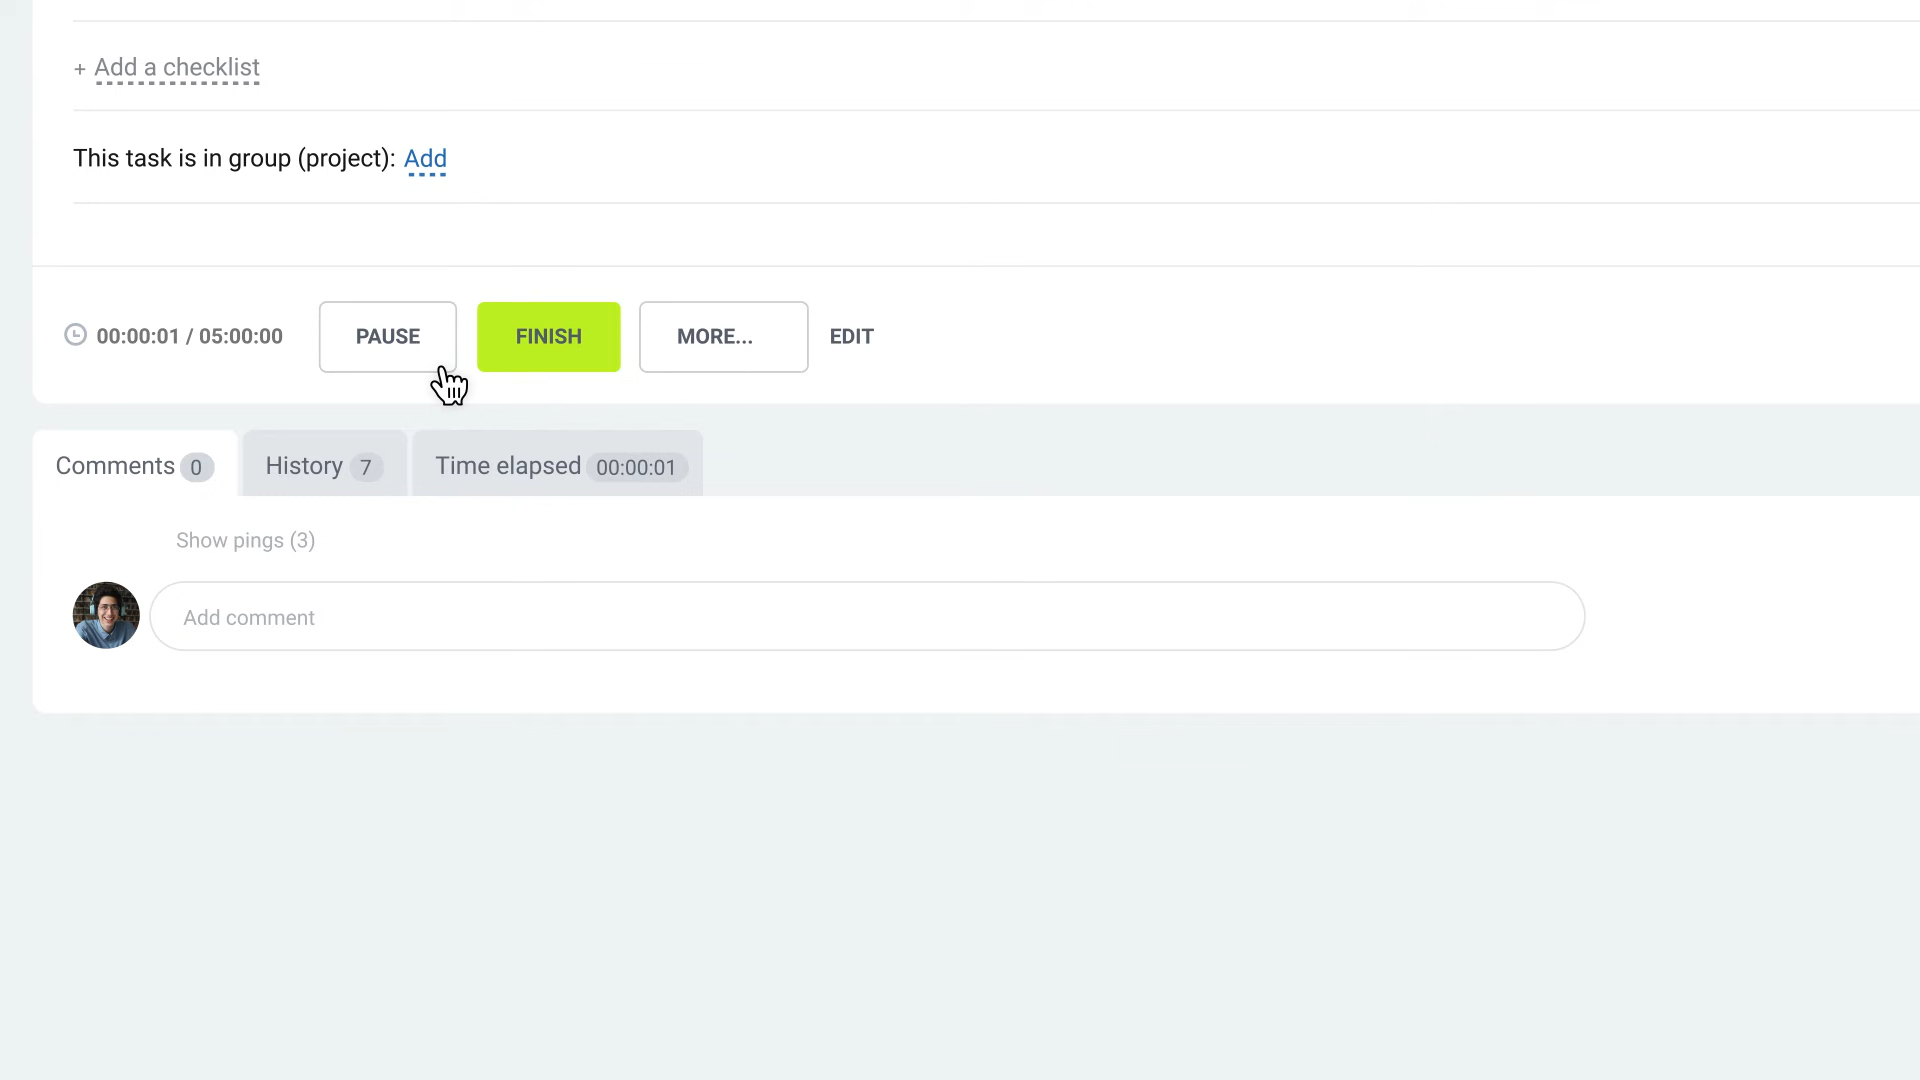 + Add a checklist
This task is in group (project): Add
00:00:01 / 05:00:00 PAUSE FINISH MORE... EDIT
Comments 0 History 7 Time elapsed 00:00:01
Show pings (3)
Add comment